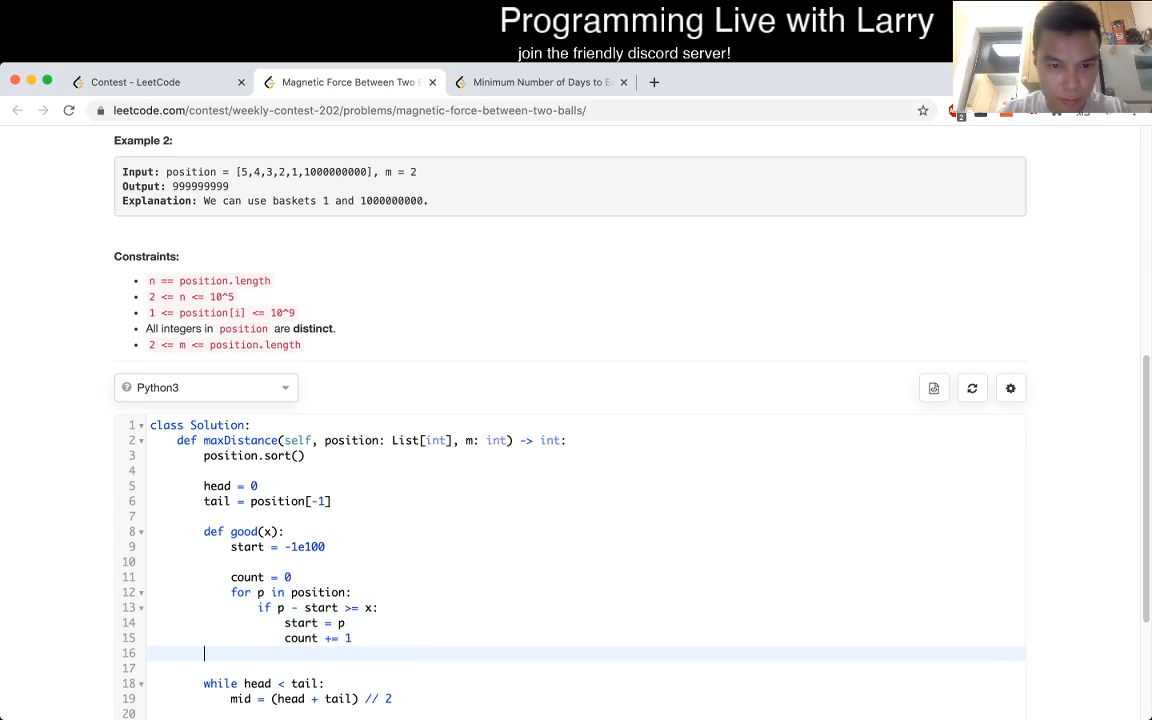 Programming Live with Larry
join the friendly discord server!
Contest - LeetCode
Magnetic Force Between Two
Minimum Number of Days to
leetcode.com/contest/weekly-contest-202/problems/magnetic-force-between-two-balls/
2
Example 2:
Input: position = [5,4,3,2,1,1000000000], m = 2
Output: 999999999
Explanation: We can use baskets 1 and 1000000000.
Constraints:
n == position.length
2 <= n <= 10^5
1 <= position[i] <= 10^9
All integers in position are distinct.
2 <= m <= position.length
Python3
1 class Solution:
2 def maxDistance(self, position: List[int], m: int) -> int:
3 position.sort()
4
5 head = 0
6 tail = position[-1]
7
8 def good(x):
9 start = -1e100
10
11 count = 0
12 for p in position:
13 if p - start >= x:
14 start = p
15 count += 1
16
17
18 while head < tail:
19 mid = (head + tail) // 2
20